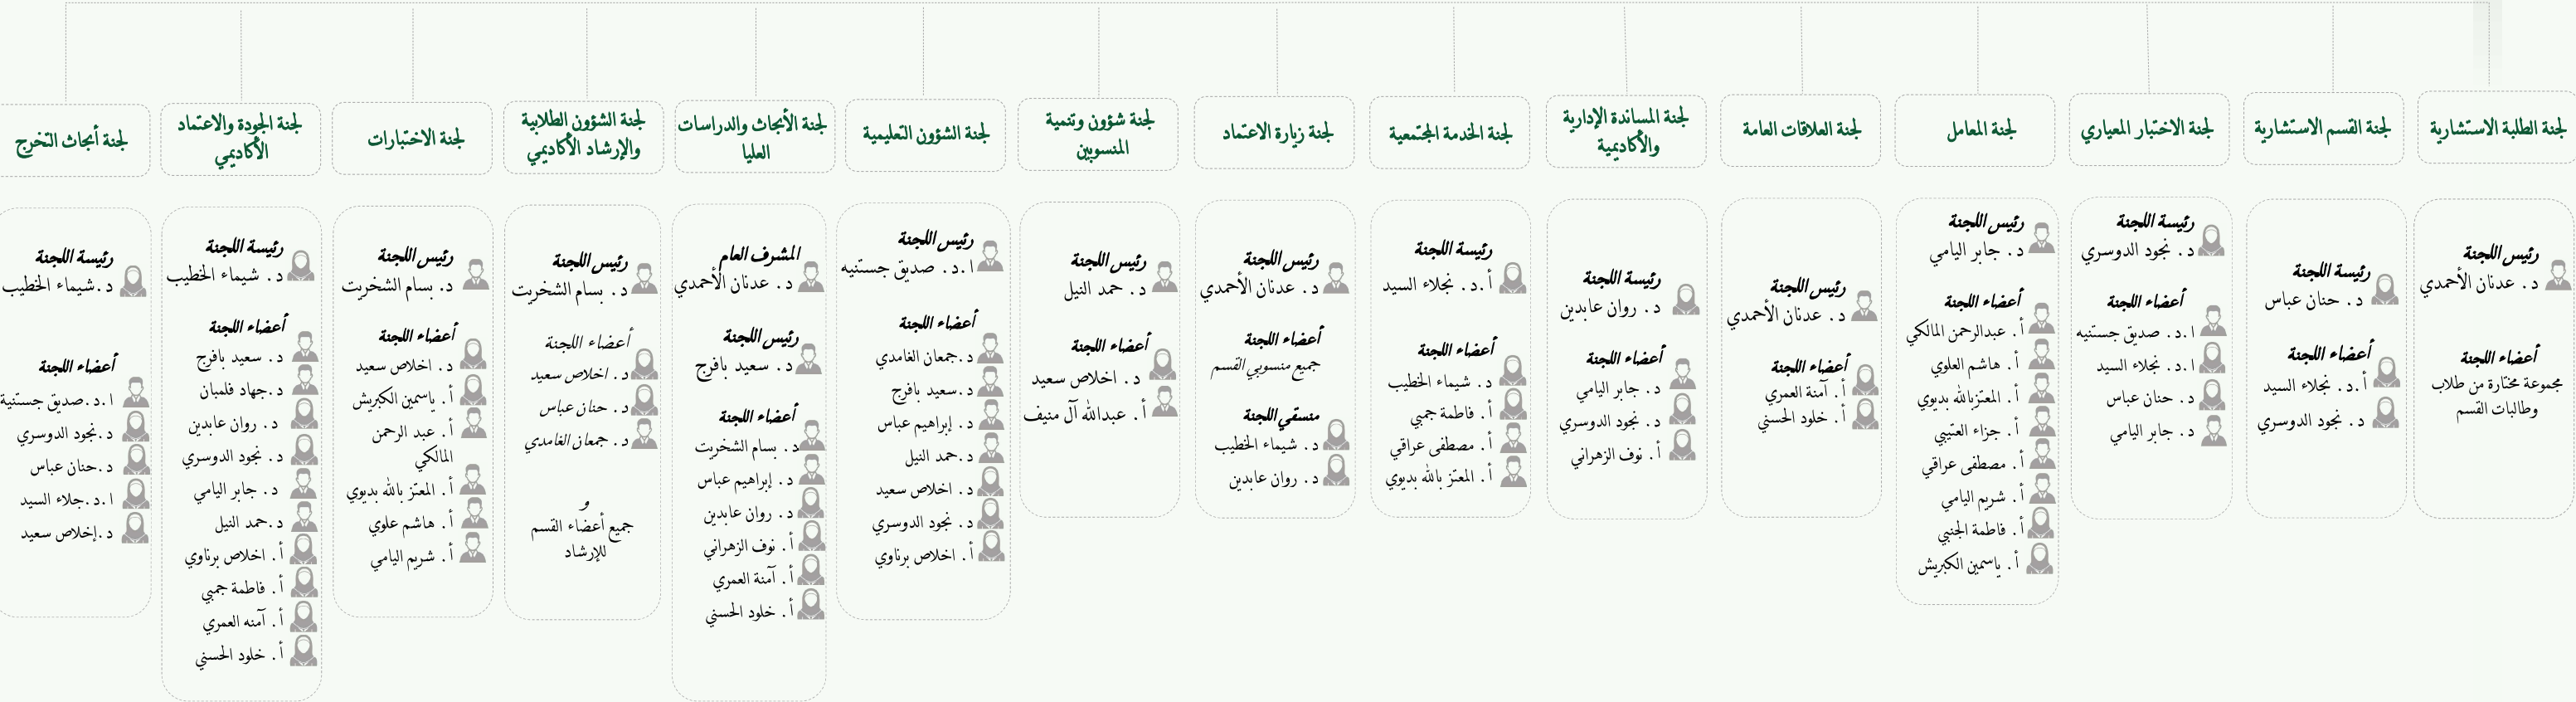 لجنة الطلبة الاستشارية
رئيس اللجنة
د. عدنان الأحمدي
أعضاء اللجنة
مجموعة مختارة من طلاب
وطالبات القسم
لجنة القسم الاستشارية
رئيسة اللجنة
د. حنان عباس
أعضاء اللجنة
أ.د. نجلاء السيد
د. نجود الدوسري
لجنة الاختبار المعياري
رئيسة اللجنة
د. نجود الدوسري
أعضاء اللجنة
ا.د. صديق جستنيه
ا.د. نجلاء السيد
د. حنان عباس
د. جابر اليامي
لجنة المعامل
رئيس اللجنة
د. جابر اليامي
أعضاء اللجنة
أ. عبدالرحمن المالكي
أ. هاشم العلوي
أ. المعتزبالله بديوي
أ. جزاء العتيبي
أ. مصطفى عراقي
أ. شريم اليامي
أ. فاطمة الجنبي
أ. ياسمين الكبريش
لجنة العلاقات العامة
رئيس اللجنة
د. عدنان الأحمدي
أعضاء اللجنة
أ. آمنة العمري
أ. خلود الحسني
لجنة المساندة الإدارية
والأكاديمية
رئيسة اللجنة
د. روان عابدين
أعضاء اللجنة
د. جابر اليامي
د. نجود الدوسري
أ. نوف الزهراني
لجنة الخدمة المجتمعية
رئيسة اللجنة
أ.د. نجلاء السيد
أعضاء اللجنة
د. شيماء الخطيب
أ. فاطمة جمبي
أ. مصطفى عراقي
أ. المعتز بالله بديوي
لجنة زيارة الاعتماد
رئيس اللجنة
د. عدنان الأحمدي
أعضاء اللجنة
جميع منسوبي القسم
منسقي اللجنة
د. شيماء الخطيب
د. روان عابدين
لجنة شؤون وتنمية
المنسوبين
رئيس اللجنة
د. حمد النيل
أعضاء اللجنة
د. اخلاص سعيد
أ. عبدالله آل منيف
لجنة الشؤون التعليمية
رئيس اللجنة
ا.د. صديق جستنيه
أعضاء اللجنة
د.جمعان الغامدي
د.سعيد بافرج
د. إبراهيم عباس
د.حمد النيل
د. اخلاص سعيد
د. نجود الدوسري
أ. اخلاص برناوي
لجنة الأبحاث والدراسات
العليا
المشرف العام
د. عدنان الأحمدي
رئيس اللجنة
د. سعيد بافرج
أعضاء اللجنة
د. بسام الشخريت
د. إبراهيم عباس
د. روان عابدين
أ. نوف الزهراني
أ. آمنة العمري
أ. خلود الحسني
لجنة الشؤون الطلابية
والإرشاد الأكاديمي
رئيس اللجنة
د. بسام الشخريت
أعضاء اللجنة
د. اخلاص سعيد
د. حنان عباس
د. جمعان الغامدي
و
جميع أعضاء القسم
للإرشاد
لجنة الاختبارات
رئيس اللجنة
د. بسام الشخريت
أعضاء اللجنة
د. اخلاص سعيد
أ. ياسمين الكبريش
أ. عبد الرحمن
المالكي
أ. المعتز بالله بديوي
أ. هاشم علوي
أ. شريم اليامي
لجنة الجودة والاعتماد
الأكاديمي
رئيسة اللجنة
د. شيماء الخطيب
أعضاء اللجنة
د. سعيد بافرج
د.جهاد فلمبان
د. روان عابدين
د. نجود الدوسري
د. جابر اليامي
د.حمد النيل
أ. اخلاص برناوي
أ. فاطمة جمبي
أ. آمنه العمري
أ. خلود الحسني
لجنة أبحاث التخرج
رئيسة اللجنة
د.شيماء الخطيب
أعضاء اللجنة
ا.د.صديق جستنية
د.نجود الدوسري
د.حنان عباس
ا.د.جلاء السيد
د.إخلاص سعيد